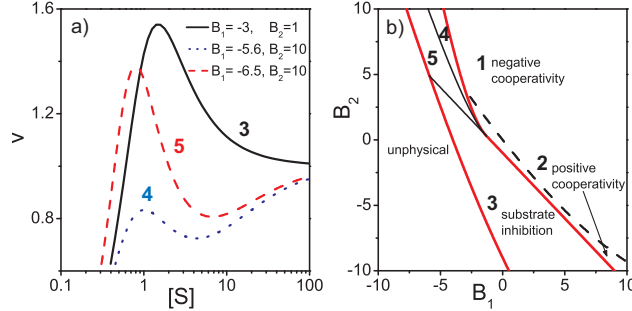 a)
B₁= -3, B₂=1
B₁= -5.6, B₂=10
B₁= -6.5, B₂=10
3
5
4
v
1.6
1.2
0.8
0.1
1
10
100
[S]
b)
4
5
1 negative
cooperativity
unphysical
2 positive
cooperativity
3 substrate
inhibition
B₂
10
5
0
-5
-10
-10
-5
0
5
10
B₁